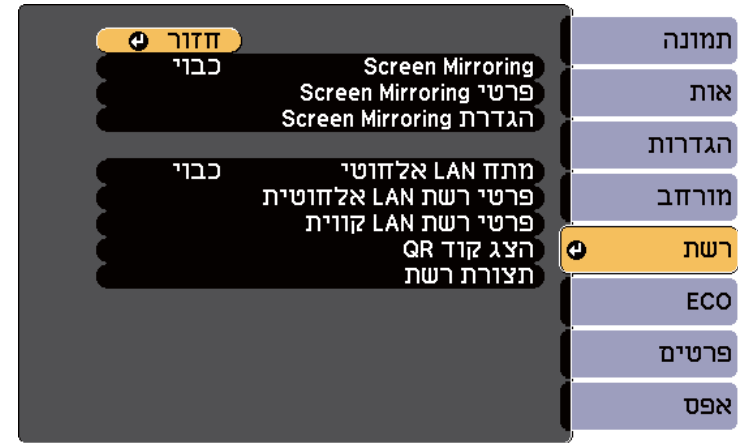 תמונה
אות
הגדרות
מורחב
רשת
ECO
פרטים
אפס
חזור
Screen Mirroring כבוי
פרטי Screen Mirroring
הגדרת Screen Mirroring
מתח LAN אלחוטי כבוי
פרטי רשת LAN אלחוטית
פרטי רשת LAN קווית
הצג קוד QR
תצורת רשת